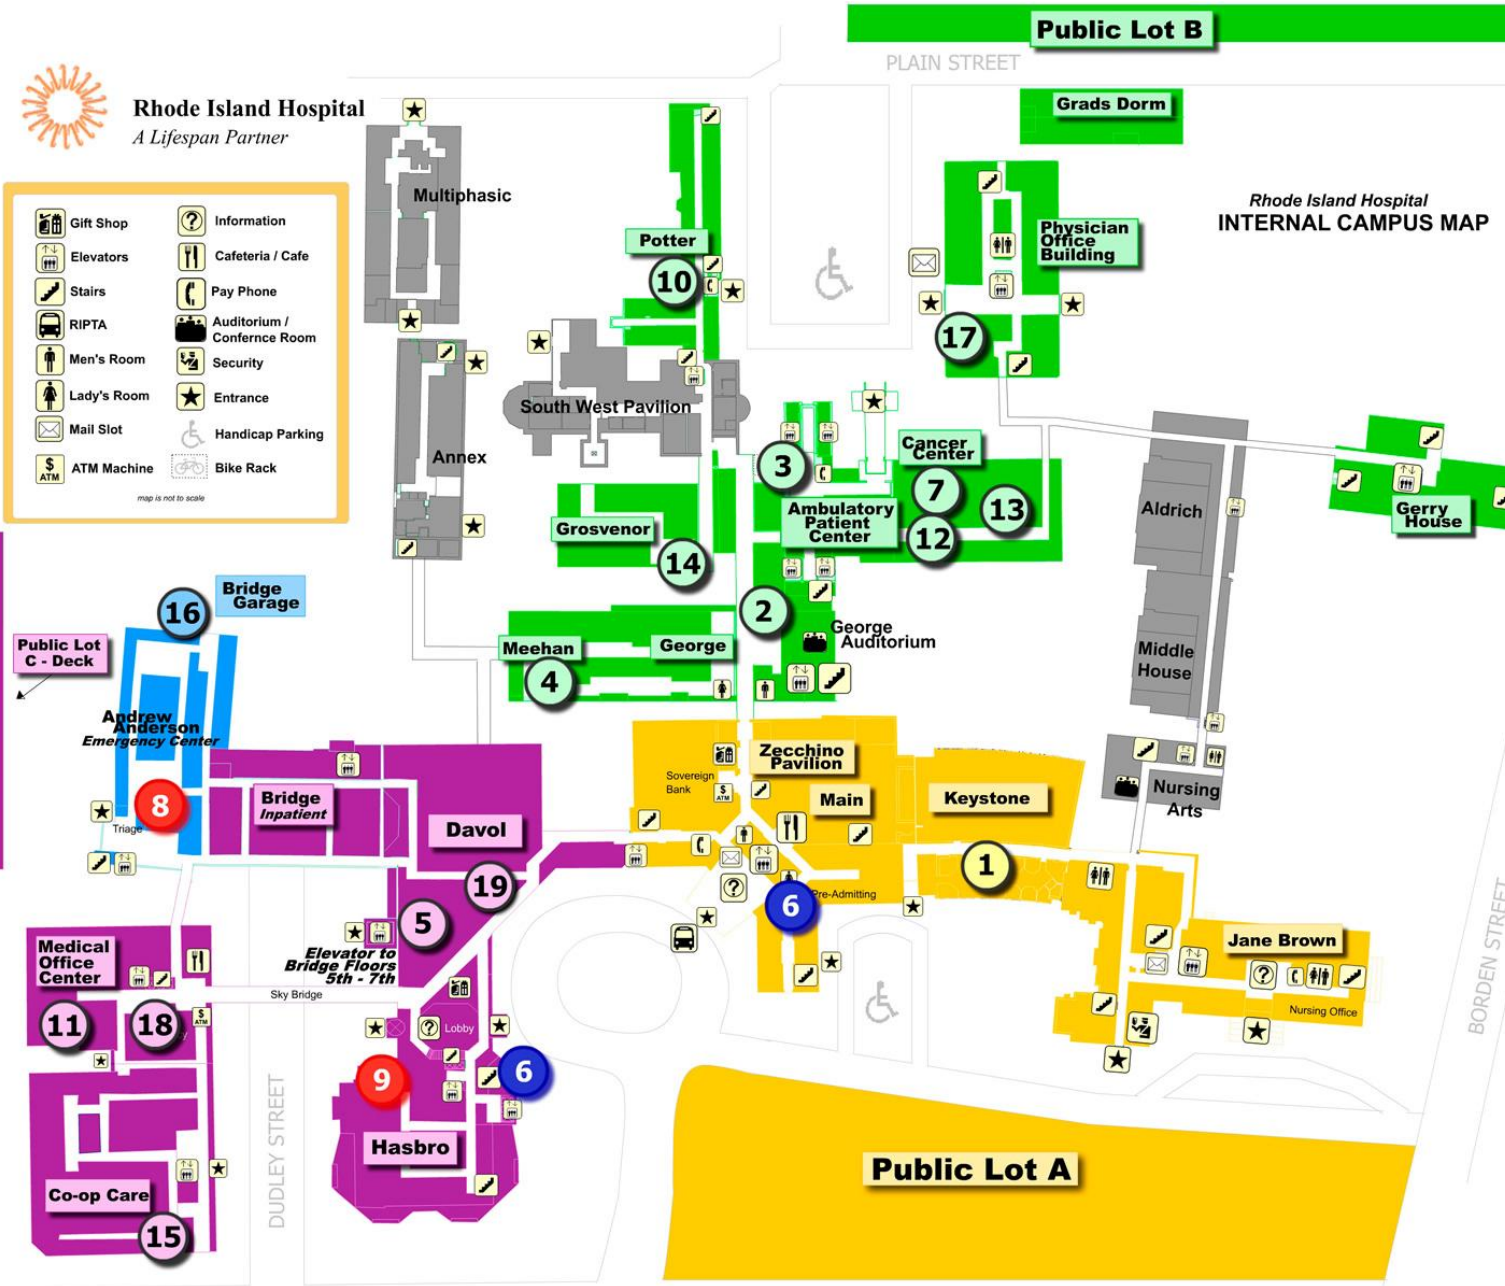 Public Lot B
PLAIN STREET
Grads Dorm
Rhode Island Hospital
A Lifespan Partner
Rhode Island Hospital
INTERNAL CAMPUS MAP
Gift Shop
Elevators
Stairs
RIPTA
Men's Room
Lady's Room
Mail Slot
$
ATM
ATM Machine
?
Information
Cafeteria / Cafe
Pay Phone
Auditorium /
Confernce Room
Security
Entrance
Handicap Parking
Bike Rack
map is not to scale
Multiphasic
Potter
10
Physician
Office
Building
17
South West Pavilion
Annex
3
Cancer
Center
7
13
12
Ambulatory
Patient
Center
Aldrich
Gerry
House
Grosvenor
14
2
George
Auditorium
Meehan
George
4
Middle
House
16
Bridge
Garage
Public Lot
C - Deck
Andrew
Anderson
Emergency Center
8
Triage
Bridge
Inpatient
Davol
19
5
Zecchino
Pavilion
Sovereign
Bank
$
ATM
Main
Keystone
Nursing
Arts
1
Pre-Admitting
6
?
Elevator to
Bridge Floors
5th - 7th
Medical
Office
Center
11
18
$
ATM
Sky Bridge
?
Lobby
9
6
Hasbro
Co-op Care
15
DUDLEY STREET
Jane Brown
?
Nursing Office
BORDEN STREET
Public Lot A